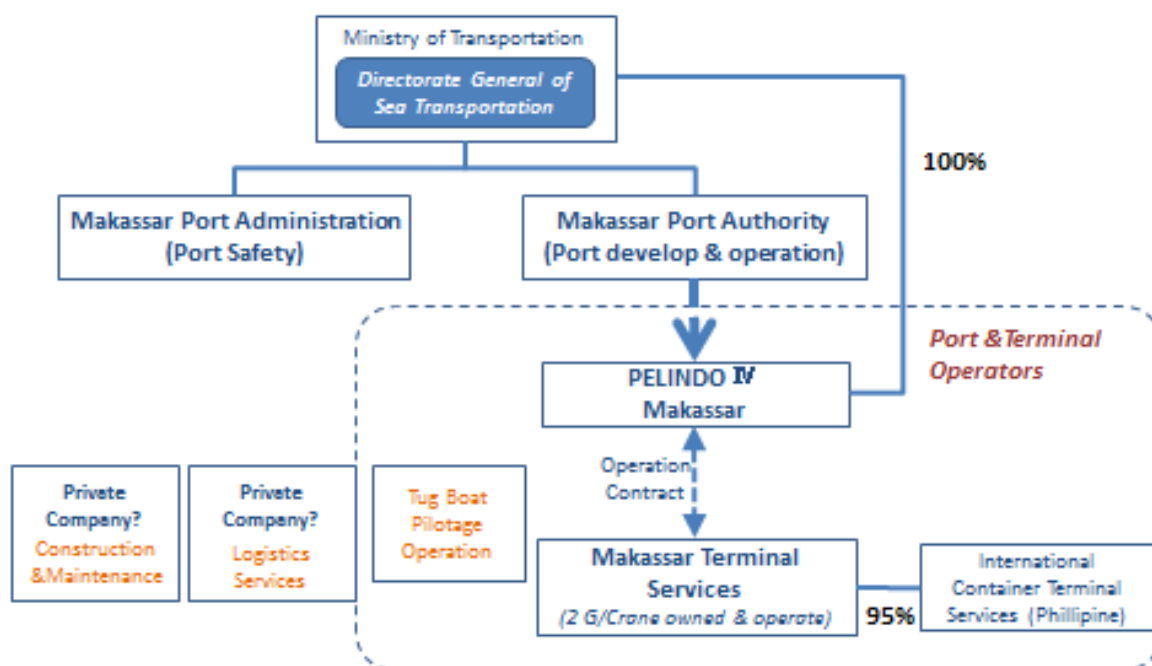 Ministry of Transportation
Directorate General of
Sea Transportation
100%
Makassar Port Administration
(Port Safety)
Makassar Port Authority
(Port develop & operation)
Port &Terminal
Operators
PELINDO Ⅳ
Makassar
Operation
Contract
Private
Company?
Construction
&Maintenance
Private
Company?
Logistics
Services
Tug Boat
Pilotage
Operation
Makassar Terminal
Services
(2 G/Crane owned & operate)
95%
International
Container Terminal
Services (Phillipine)